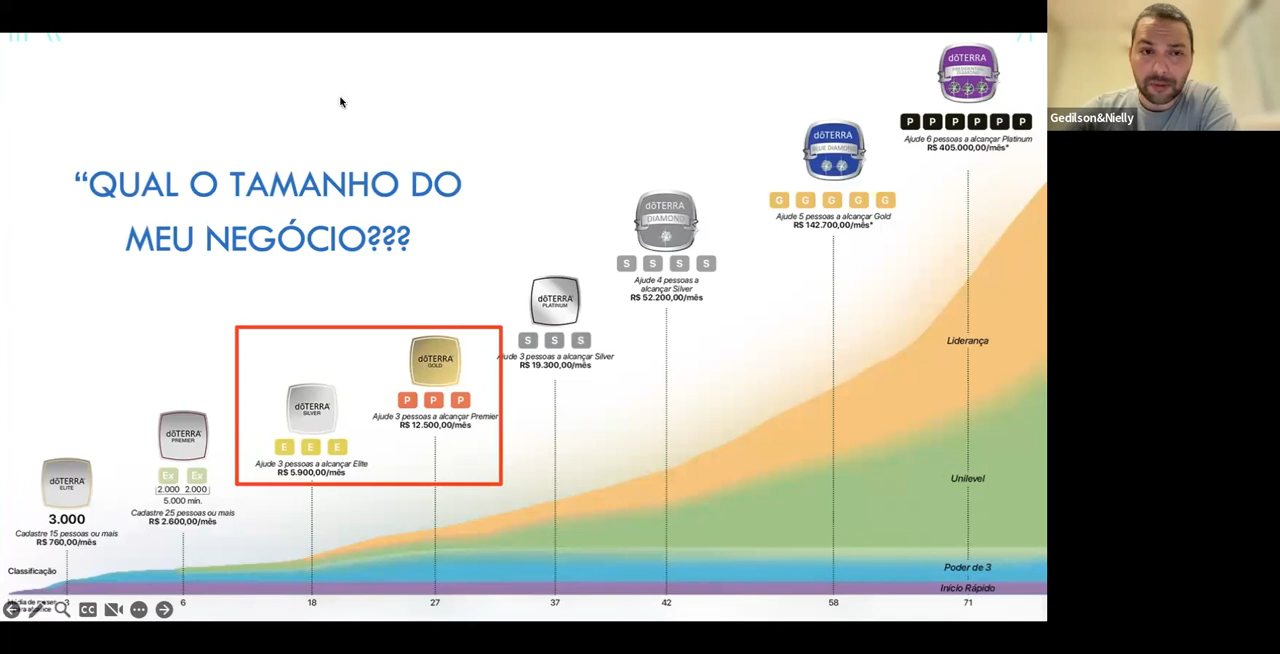 “QUAL O TAMANHO DO
MEU NEGÓCIO???
dōTERRA
ELITE
3.000
Cadastre 15 pessoas ou mais
R$ 760,00/mês
dōTERRA
PREMIER
Ex Ex
2.000 2.000
5.000 min.
Cadastre 25 pessoas ou mais
R$ 2.600,00/mês
dōTERRA
SILVER
E E E
Ajude 3 pessoas a alcançar Elite
R$ 5.900,00/mês
dōTERRA
GOLD
P P P
Ajude 3 pessoas a alcançar Premier
R$ 12.500,00/mês
dōTERRA
PLATINUM
S S S
Ajude 3 pessoas a alcançar Silver
R$ 19.300,00/mês
dōTERRA
DIAMOND
S S S S
Ajude 4 pessoas a
alcançar Silver
R$ 52.200,00/mês
dōTERRA
BLUE DIAMOND
G G G G G
Ajude 5 pessoas a alcançar Gold
R$ 142.700,00/mês*
dōTERRA
PRESIDENTIAL
DIAMOND
P P P P P P
Ajude 6 pessoas a alcançar Platinum
R$ 405.000,00/mês*
Liderança
Unilevel
Poder de 3
Início Rápido
Classificação
3 6 18 27 37 42 58 71
CC
Gedilson&Nielly